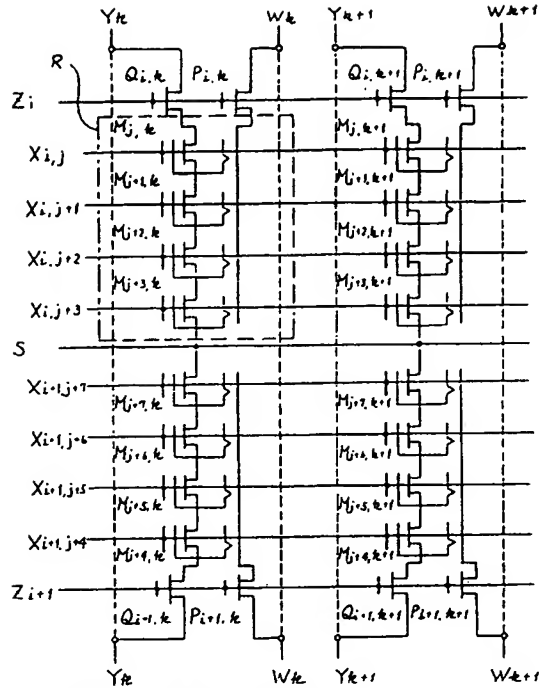 Yk Wk Yk+1 Wk+1
R
Qi,k Pi,k Qi,k+1 Pi,k+1
Zi
Mj,k Mj,k+1
Xi,j
Mj+1,k Mj+1,k+1
Xi,j+1
Mj+2,k Mj+2,k+1
Xi,j+2
Mj+3,k Mj+3,k+1
Xi,j+3
S
Xi+1,j+7
Mj+7,k Mj+7,k+1
Xi+1,j+6
Mj+6,k Mj+6,k+1
Xi+1,j+5
Mj+5,k Mj+5,k+1
Xi+1,j+4
Mj+4,k Mj+4,k+1
Zi+1
Qi+1,k Pi+1,k Qi+1,k+1 Pi+1,k+1
Yk Wk Yk+1 Wk+1